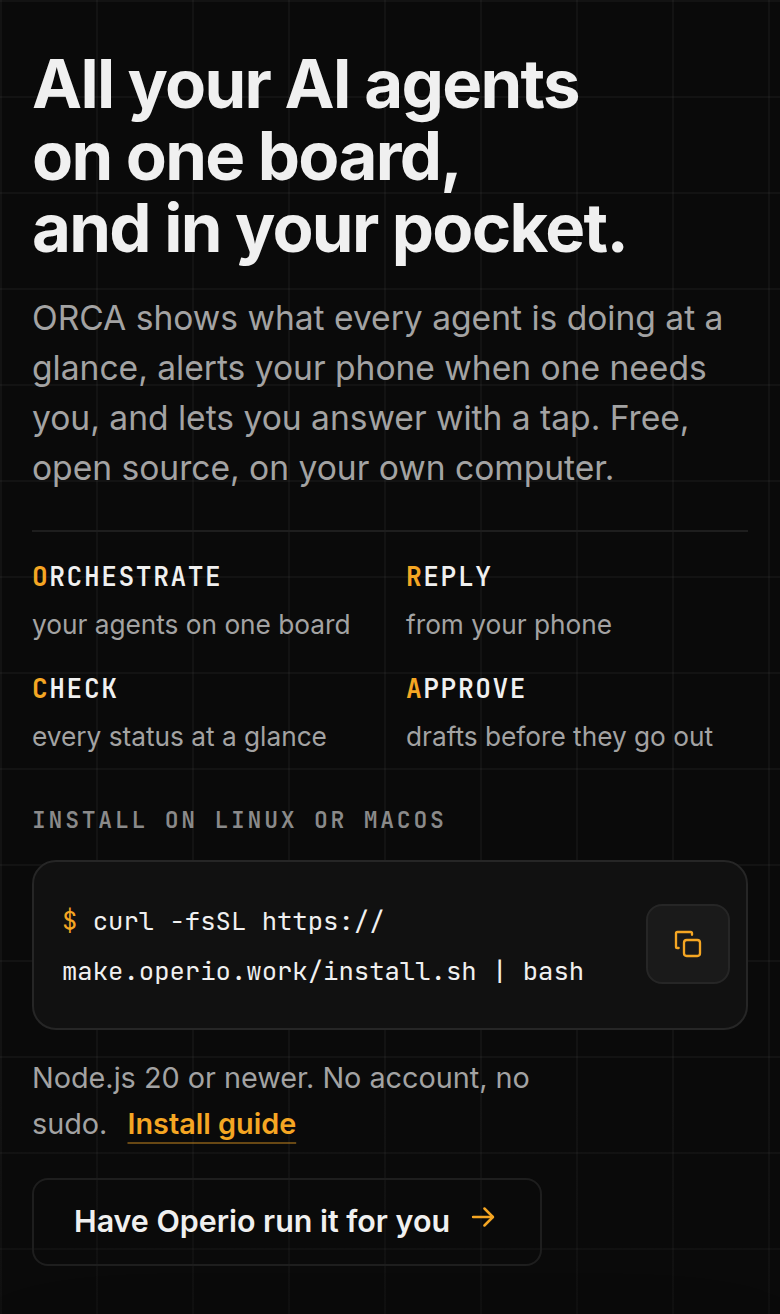 All your AI agents
on one board,
and in your pocket.
ORCA shows what every agent is doing at a
glance, alerts your phone when one needs
you, and lets you answer with a tap. Free,
open source, on your own computer.
ORCHESTRATE
your agents on one board
REPLY
from your phone
CHECK
every status at a glance
APPROVE
drafts before they go out
INSTALL ON LINUX OR MACOS
$ curl -fsSL https://
make.operio.work/install.sh | bash
Node.js 20 or newer. No account, no
sudo. Install guide
Have Operio run it for you →